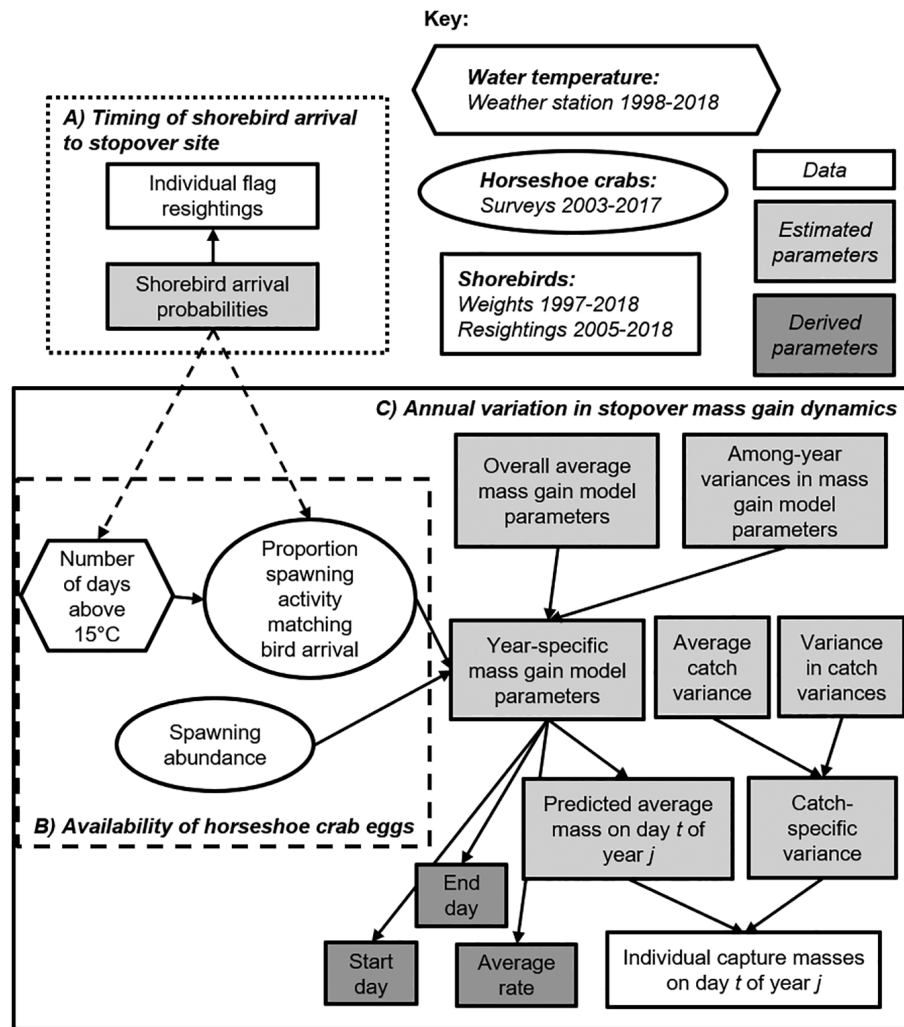 Key:
Water temperature:
Weather station 1998-2018
A) Timing of shorebird arrival
to stopover site
Individual flag
resightings
Shorebird arrival
probabilities
Horseshoe crabs:
Surveys 2003-2017
Shorebirds:
Weights 1997-2018
Resightings 2005-2018
Data
Estimated
parameters
Derived
parameters
C) Annual variation in stopover mass gain dynamics
Overall average
mass gain model
parameters
Among-year
variances in mass
gain model
parameters
Number
of days
above
15°C
Proportion
spawning
activity
matching
bird arrival
Spawning
abundance
B) Availability of horseshoe crab eggs
Year-specific
mass gain model
parameters
Average
catch
variance
Variance
in catch
variances
Predicted average
mass on day t of
year j
Catch-
specific
variance
End
day
Start
day
Average
rate
Individual capture masses
on day t of year j